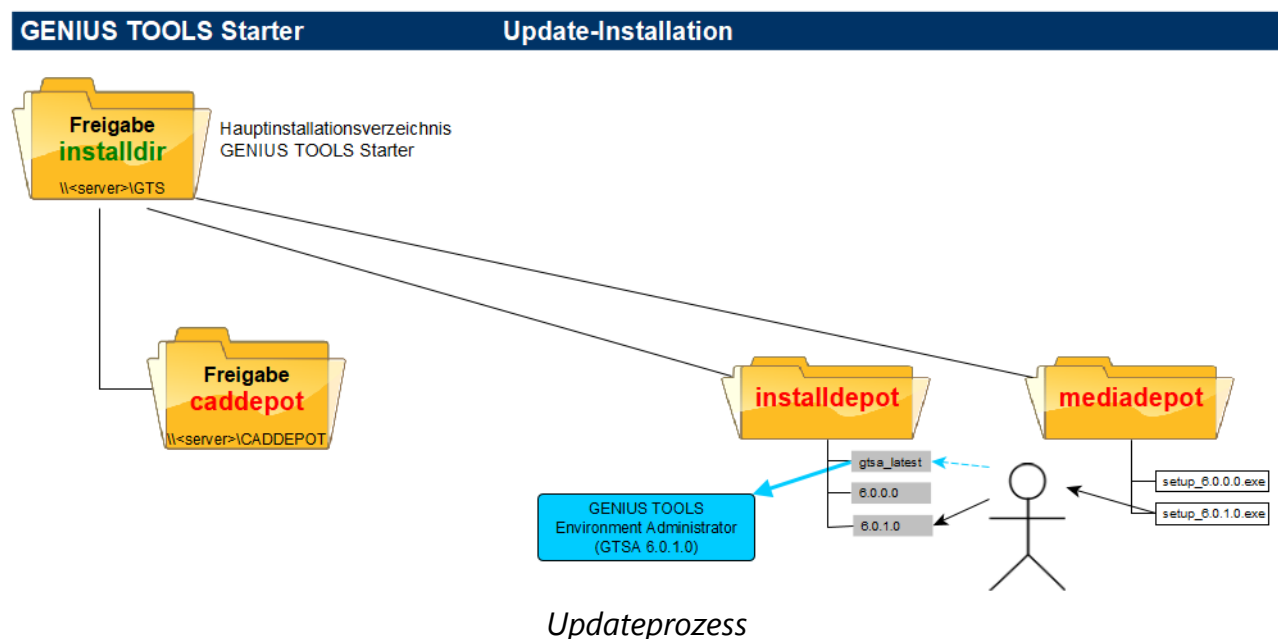 GENIUS TOOLS Starter Update-Installation
Freigabe
installdir
\\<server>\GTS
Hauptinstallationsverzeichnis
GENIUS TOOLS Starter
Freigabe
caddepot
\\<server>\CADDEPOT
installdepot
mediadepot
gtsa_latest
6.0.0.0
6.0.1.0
setup_6.0.0.0.exe
setup_6.0.1.0.exe
GENIUS TOOLS
Environment Administrator
(GTSA 6.0.1.0)
Updateprozess